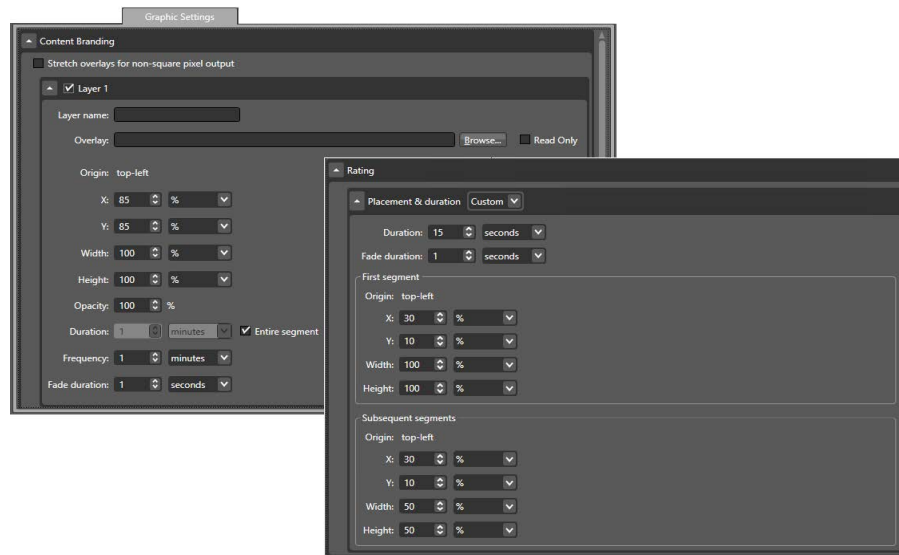 Graphic Settings
Content Branding
Stretch overlays for non-square pixel output
Layer 1
Layer name:
Overlay: Browse... Read Only
Origin: top-left
X: 85 %
Y: 85 %
Width: 100 %
Height: 100 %
Opacity: 100 %
Duration: 1 minutes Entire segment
Frequency: 1 minutes
Fade duration: 1 seconds
Rating
Placement & duration Custom
Duration: 15 seconds
Fade duration: 1 seconds
First segment
Origin: top-left
X: 30 %
Y: 10 %
Width: 100 %
Height: 100 %
Subsequent segments
Origin: top-left
X: 30 %
Y: 10 %
Width: 50 %
Height: 50 %